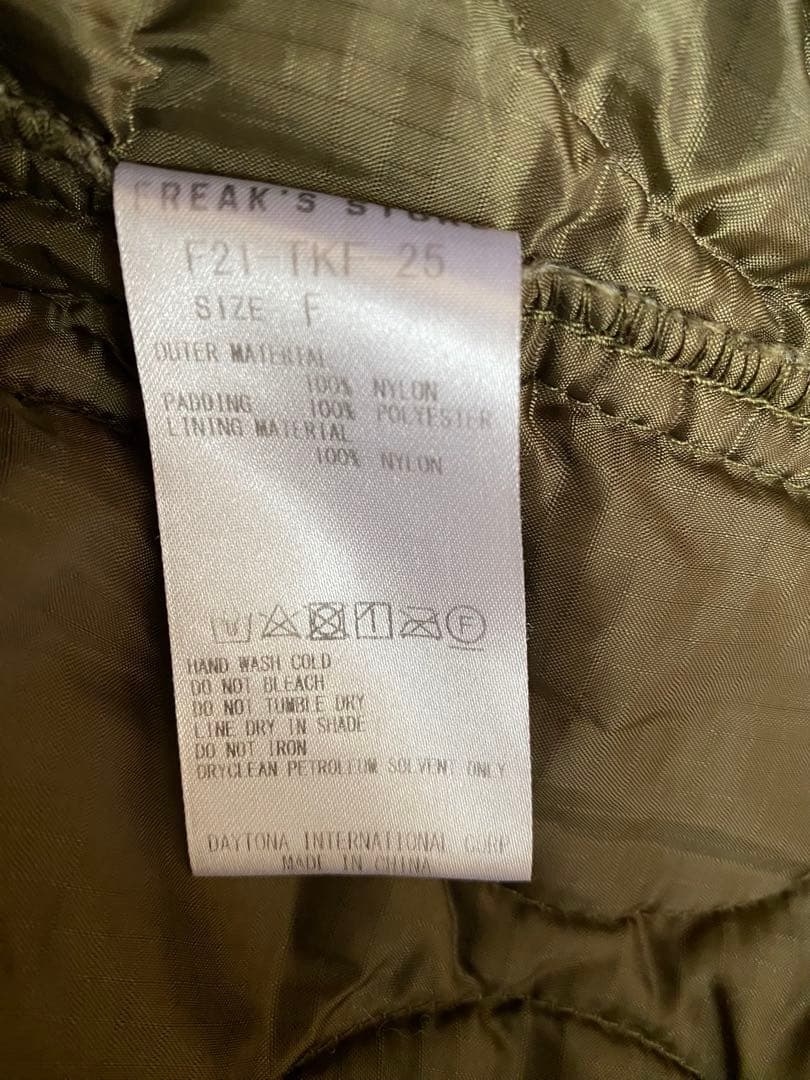 FREAK'S STORE
F21 TKF 25
SIZE F
OUTER MATERIAL
100% NYLON
PADDING 100% POLYESTER
LINING MATERIAL
100% NYLON
HAND WASH COLD
DO NOT BLEACH
DO NOT TUMBLE DRY
LINE DRY IN SHADE
DO NOT IRON
DRYCLEAN PETROLEUM SOLVENT ONLY
DAYTONA INTERNATIONAL CORP
MADE IN CHINA